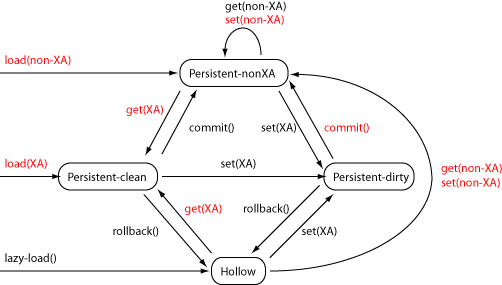 get(non-XA)
set(non-XA)
load(non-XA)
Persistent-nonXA
get(XA)
commit()
set(XA)
commit()
load(XA)
Persistent-clean
set(XA)
Persistent-dirty
get(non-XA)
set(non-XA)
rollback()
get(XA)
rollback()
set(XA)
lazy-load()
Hollow